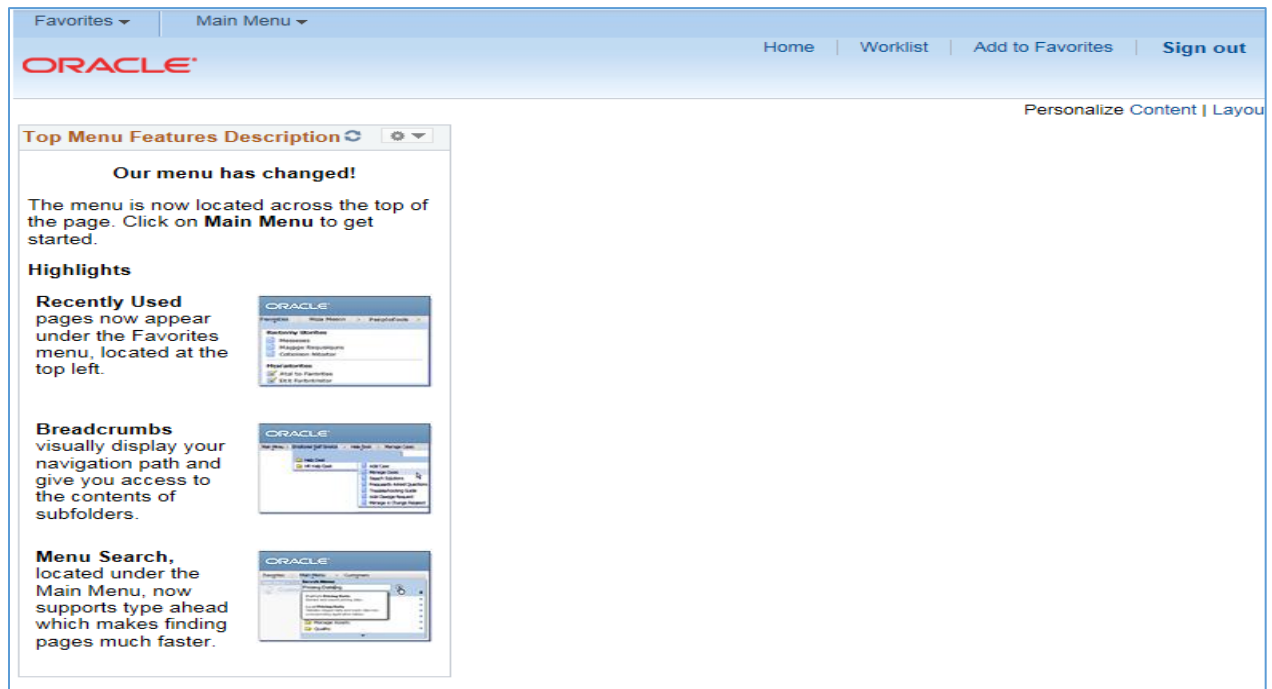 Favorites Main Menu
Home Worklist Add to Favorites Sign out
ORACLE
Personalize Content | Layou
Top Menu Features Description
Our menu has changed!
The menu is now located across the top of
the page. Click on Main Menu to get
started.
Highlights
Recently Used
pages now appear
under the Favorites
menu, located at the
top left.
ORACLE
Breadcrumbs
visually display your
navigation path and
give you access to
the contents of
subfolders.
ORACLE
Menu Search,
located under the
Main Menu, now
supports type ahead
which makes finding
pages much faster.
ORACLE